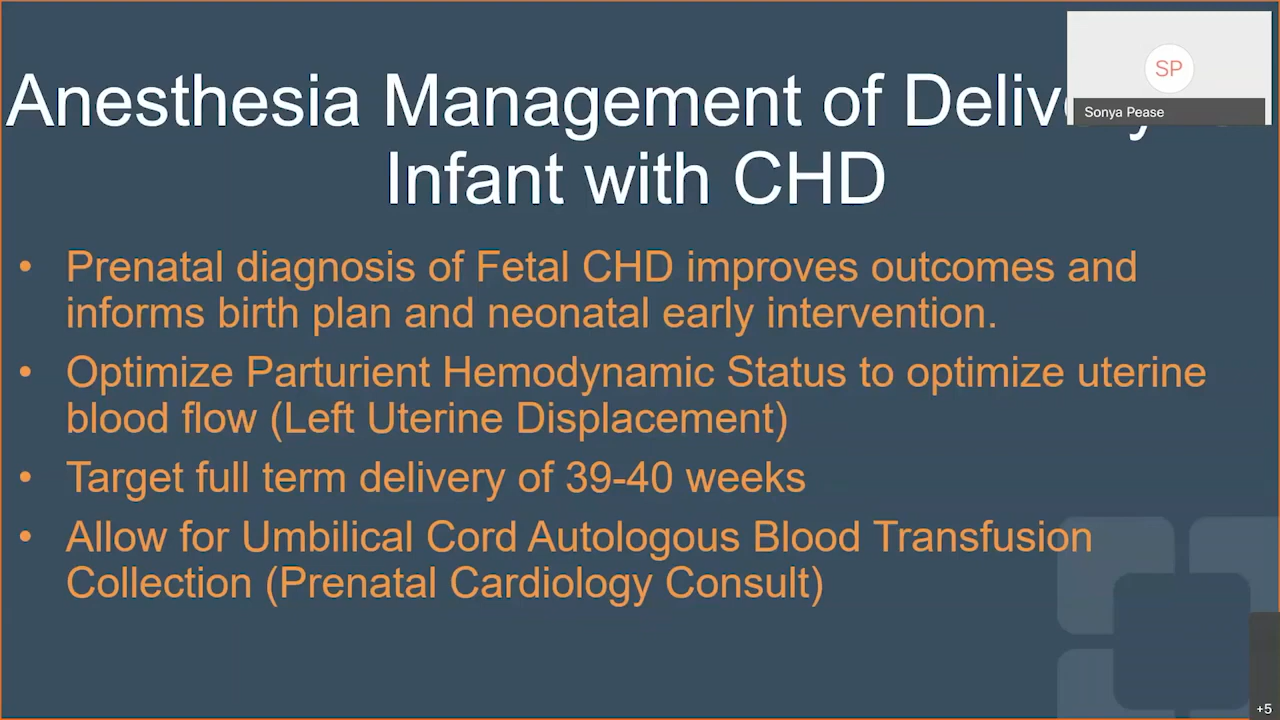 SP
Sonya Pease
Anesthesia Management of
Infant with CHD
• Prenatal diagnosis of Fetal CHD improves outcomes and
informs birth plan and neonatal early intervention.
• Optimize Parturient Hemodynamic Status to optimize uterine
blood flow (Left Uterine Displacement)
• Target full term delivery of 39-40 weeks
• Allow for Umbilical Cord Autologous Blood Transfusion
Collection (Prenatal Cardiology Consult)
+5